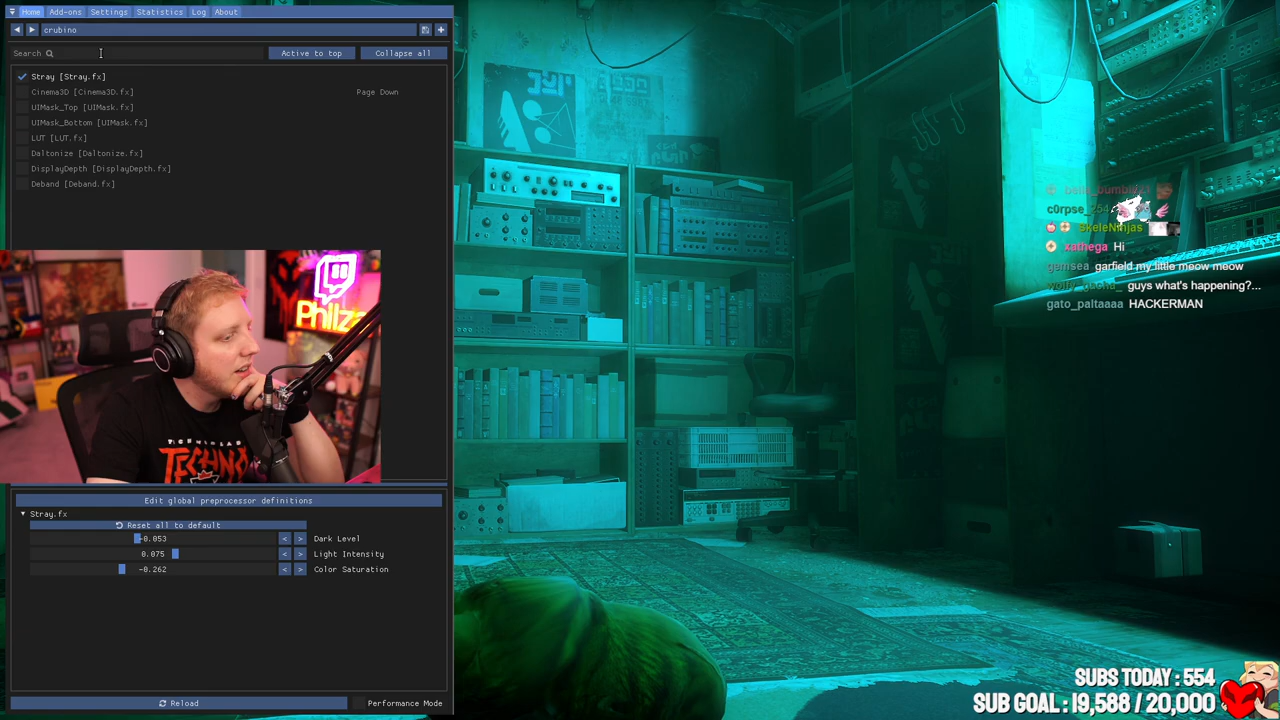 Home Add-ons Settings Statistics Log About
crubino
Search Active to top Collapse all
Stray [Stray.fx]
Cinema3D [Cinema3D.fx] Page Down
UIMask_Top [UIMask.fx]
UIMask_Bottom [UIMask.fx]
LUT [LUT.fx]
Daltonize [Daltonize.fx]
DisplayDepth [DisplayDepth.fx]
Deband [Deband.fx]
c0rpse_254
SkeleNinjas
xathega Hi
gemsea garfield my little meow meow
guys what's happening?...
gato_paltaaaa HACKERMAN
Philza
TECHNO
Edit global preprocessor definitions
Stray.fx
Reset all to default
-0.053 < > Dark Level
0.075 < > Light Intensity
-0.262 < > Color Saturation
Reload Performance Mode
SUBS TODAY : 554
SUB GOAL : 19,588 / 20,000